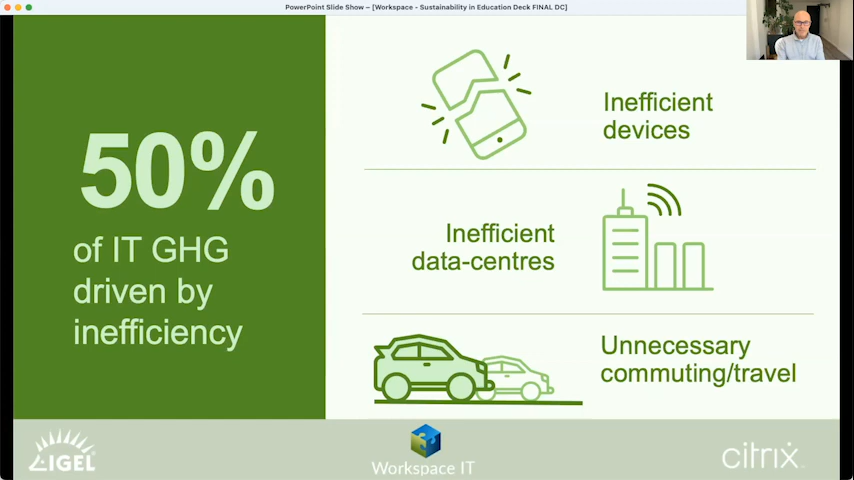 PowerPoint Slide Show – [Workspace - Sustainability in Education Deck FINAL DC]
50%
of IT GHG
driven by
inefficiency
Inefficient
devices
Inefficient
data-centres
Unnecessary
commuting/travel
IGEL
Workspace IT
citrix